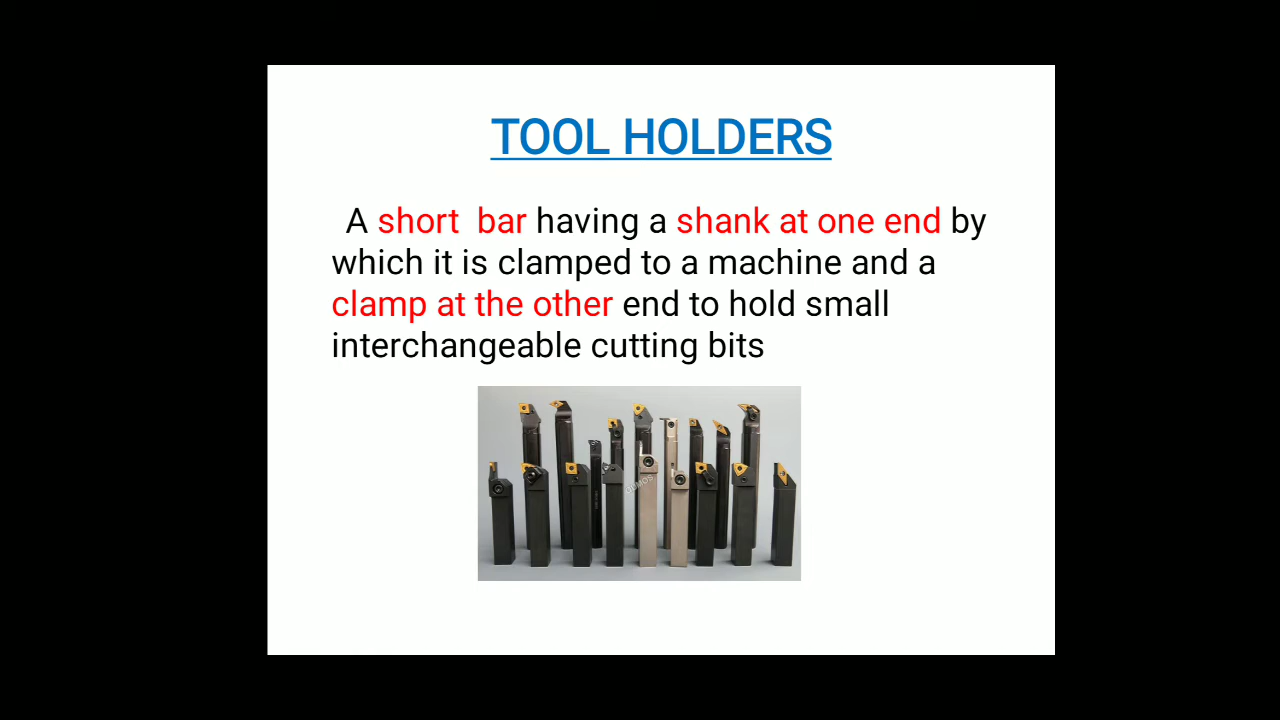 TOOL HOLDERS
A short bar having a shank at one end by
which it is clamped to a machine and a
clamp at the other end to hold small
interchangeable cutting bits